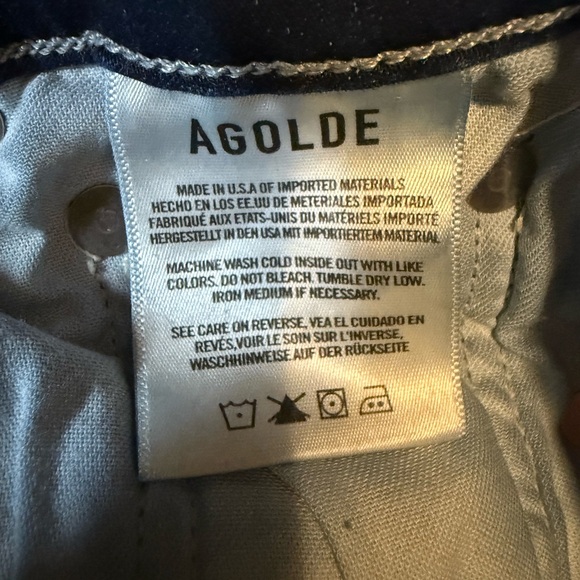 AGOLDE
MADE IN U.S.A OF IMPORTED MATERIALS
HECHO EN LOS EE.UU DE METERIALES IMPORTADA
FABRIQUÉ AUX ETATS-UNIS DU MATÉRIELS IMPORTÉ
HERGESTELLT IN DEN USA MIT IMPORTIERTEM MATERIAL
MACHINE WASH COLD INSIDE OUT WITH LIKE
COLORS. DO NOT BLEACH. TUMBLE DRY LOW.
IRON MEDIUM IF NECESSARY.
SEE CARE ON REVERSE, VEA EL CUIDADO EN
REVÉS,VOIR LE SOIN SUR L'INVERSE,
WASCHHINWEISE AUF DER RÜCKSEITE